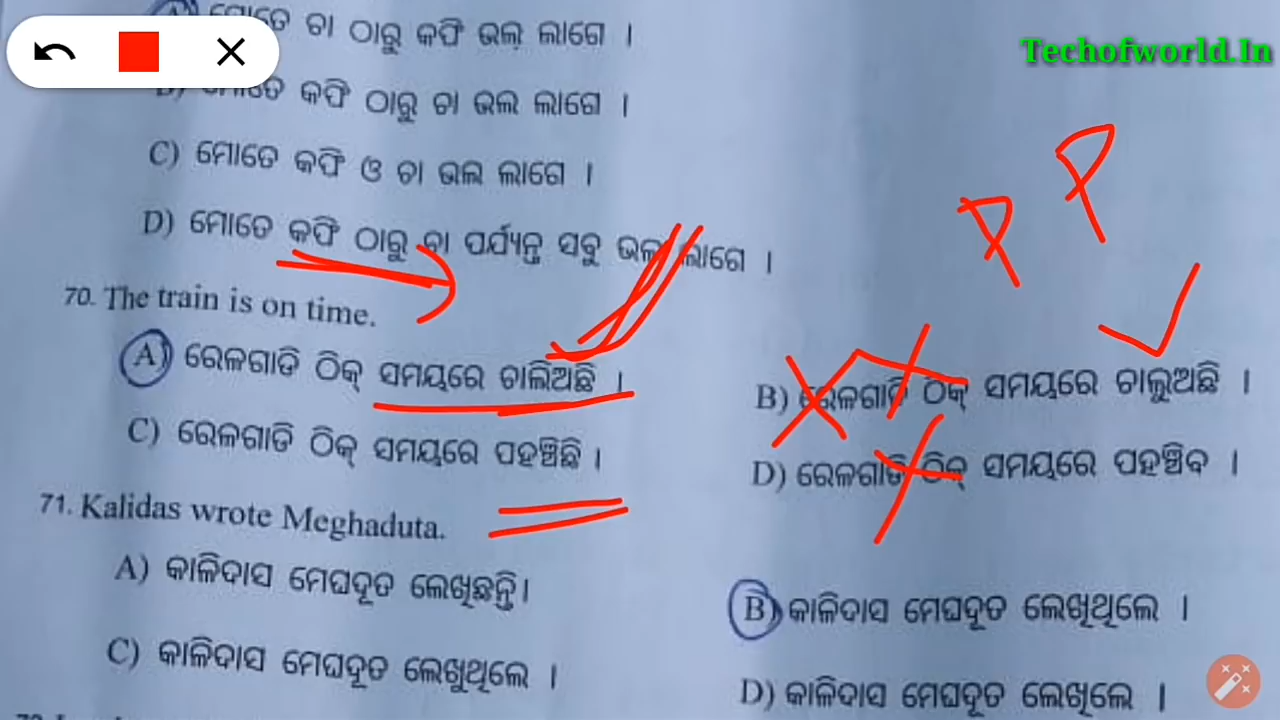 Techofworld.In
A) ମୋତେ ଚା ଠାରୁ କଫି ଭଲ ଲାଗେ ।
B) ମୋତେ କଫି ଠାରୁ ଚା ଭଲ ଲାଗେ ।
C) ମୋତେ କଫି ଓ ଚା ଭଲ ଲାଗେ ।
D) ମୋତେ କଫି ଠାରୁ ଚା ପର୍ଯ୍ୟନ୍ତ ସବୁ ଭଲ ଲାଗେ ।
70. The train is on time.
A) ରେଳଗାଡି ଠିକ୍ ସମୟରେ ଚାଲିଅଛି ।
B) ରେଳଗାଡି ଠିକ୍ ସମୟରେ ଚାଲୁଅଛି ।
C) ରେଳଗାଡି ଠିକ୍ ସମୟରେ ପହଞ୍ଚିଛି ।
D) ରେଳଗାଡି ଠିକ୍ ସମୟରେ ପହଞ୍ଚିବ ।
71. Kalidas wrote Meghaduta.
A) କାଳିଦାସ ମେଘଦୂତ ଲେଖିଛନ୍ତି।
B) କାଳିଦାସ ମେଘଦୂତ ଲେଖିଥିଲେ ।
C) କାଳିଦାସ ମେଘଦୂତ ଲେଖୁଥିଲେ ।
D) କାଳିଦାସ ମେଘଦୂତ ଲେଖିଲେ ।